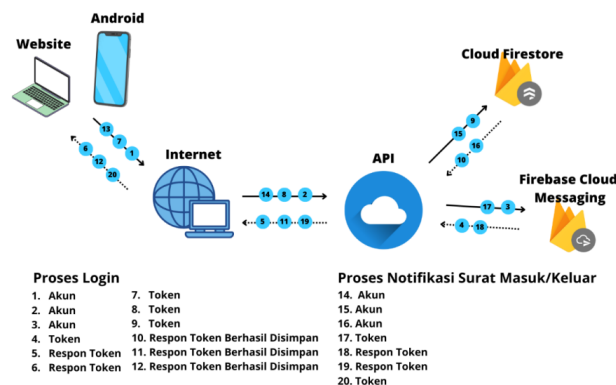 Android
Website
Cloud Firestore
13
7
1
6
12
20
9
15
16
10
Internet
API
Firebase Cloud
Messaging
14 8 2
5 11 19
17 3
4 18
Proses Login
1. Akun
2. Akun
3. Akun
4. Token
5. Respon Token
6. Respon Token
7. Token
8. Token
9. Token
10. Respon Token Berhasil Disimpan
11. Respon Token Berhasil Disimpan
12. Respon Token Berhasil Disimpan
Proses Notifikasi Surat Masuk/Keluar
14. Akun
15. Akun
16. Akun
17. Token
18. Respon Token
19. Respon Token
20. Token